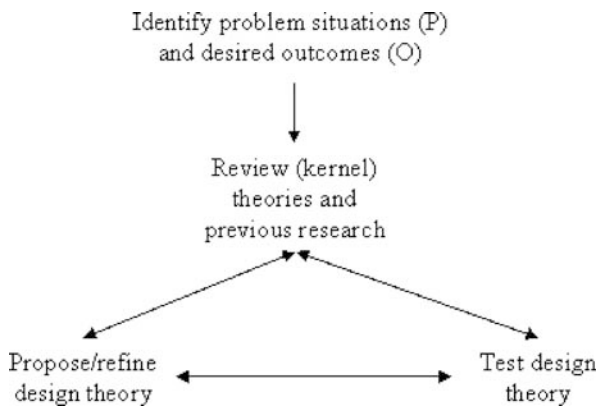 Identify problem situations (P)
and desired outcomes (O)
Review (kernel)
theories and
previous research
Propose/refine
design theory
Test design
theory